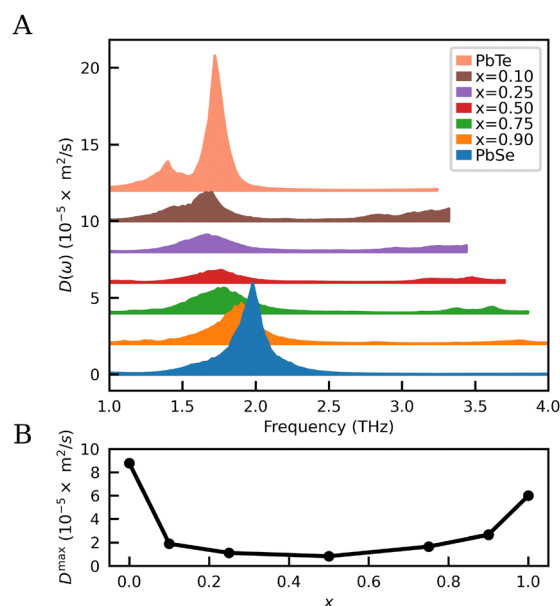 A
20
15
10
5
0
D(ω) (10⁻⁵ × m²/s)
PbTe
x=0.10
x=0.25
x=0.50
x=0.75
x=0.90
PbSe
1.0 1.5 2.0 2.5 3.0 3.5 4.0
Frequency (THz)
B
10
8
6
4
2
0
Dᵐᵃˣ (10⁻⁵ × m²/s)
0.0 0.2 0.4 0.6 0.8 1.0
x